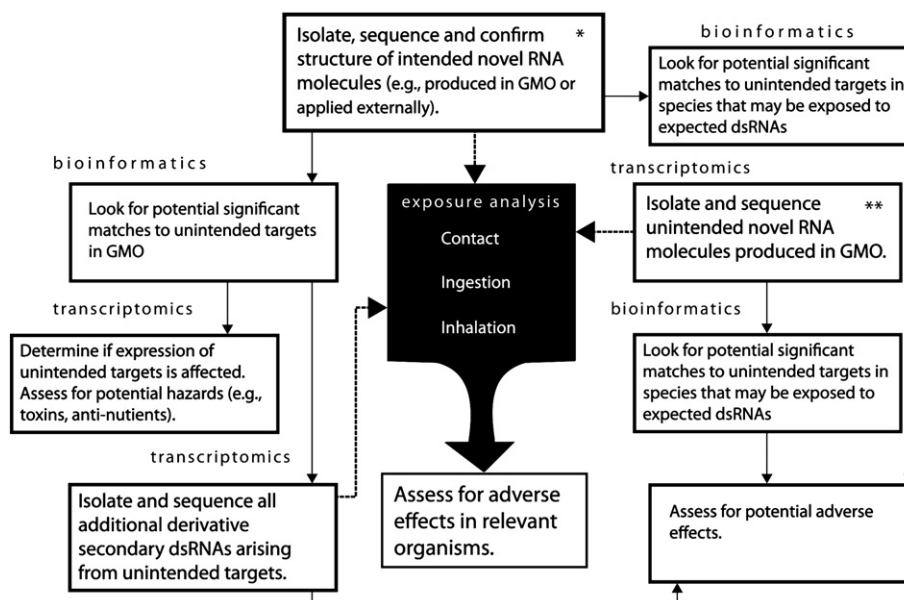 Isolate, sequence and confirm *
structure of intended novel RNA
molecules (e.g., produced in GMO or
applied externally).
bioinformatics
Look for potential significant
matches to unintended targets in
species that may be exposed to
expected dsRNAs
bioinformatics
Look for potential significant
matches to unintended targets
in GMO
exposure analysis
Contact
Ingestion
Inhalation
transcriptomics
Isolate and sequence **
unintended novel RNA
molecules produced in GMO.
transcriptomics
Determine if expression of
unintended targets is affected.
Assess for potential hazards (e.g.,
toxins, anti-nutients).
bioinformatics
Look for potential significant
matches to unintended targets in
species that may be exposed to
expected dsRNAs
transcriptomics
Isolate and sequence all
additional derivative
secondary dsRNAs arising
from unintended targets.
Assess for adverse
effects in relevant
organisms.
Assess for potential adverse
effects.